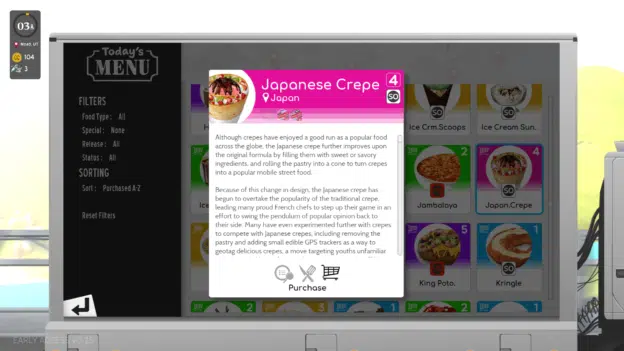 03A
104
3
Today's
MENU
FILTERS
Food Type: All
Special: None
Release: All
Status: All
SORTING
Sort: Purchased A-Z
Reset Filters
Japanese Crepe 4
Japan
SO
Although crepes have enjoyed a good run as a popular food
across the globe, the Japanese crepe further improves upon
the original formula by filling them with sweet or savory
ingredients, and rolling the pastry into a cone to turn crepes
into a popular mobile street food.
Because of this change in design, the Japanese crepe has
begun to overtake the popularity of the traditional crepe,
leading many proud French chefs to step up their game in an
effort to swing the pendulum of popular opinion back to
their side. Many have even experimented further with crepes
to compete with Japanese crepes, including removing the
pastry and adding small edible GPS trackers as a way to
geotag delicious crepes, a move targeting youths unfamiliar
Purchase
Ice Crm.Scoops
Ice Cream Sun.
2
4
Jambalaya
Japan.Crepe
5
1
King Poto.
Kringle
SO
2
1
EARLY